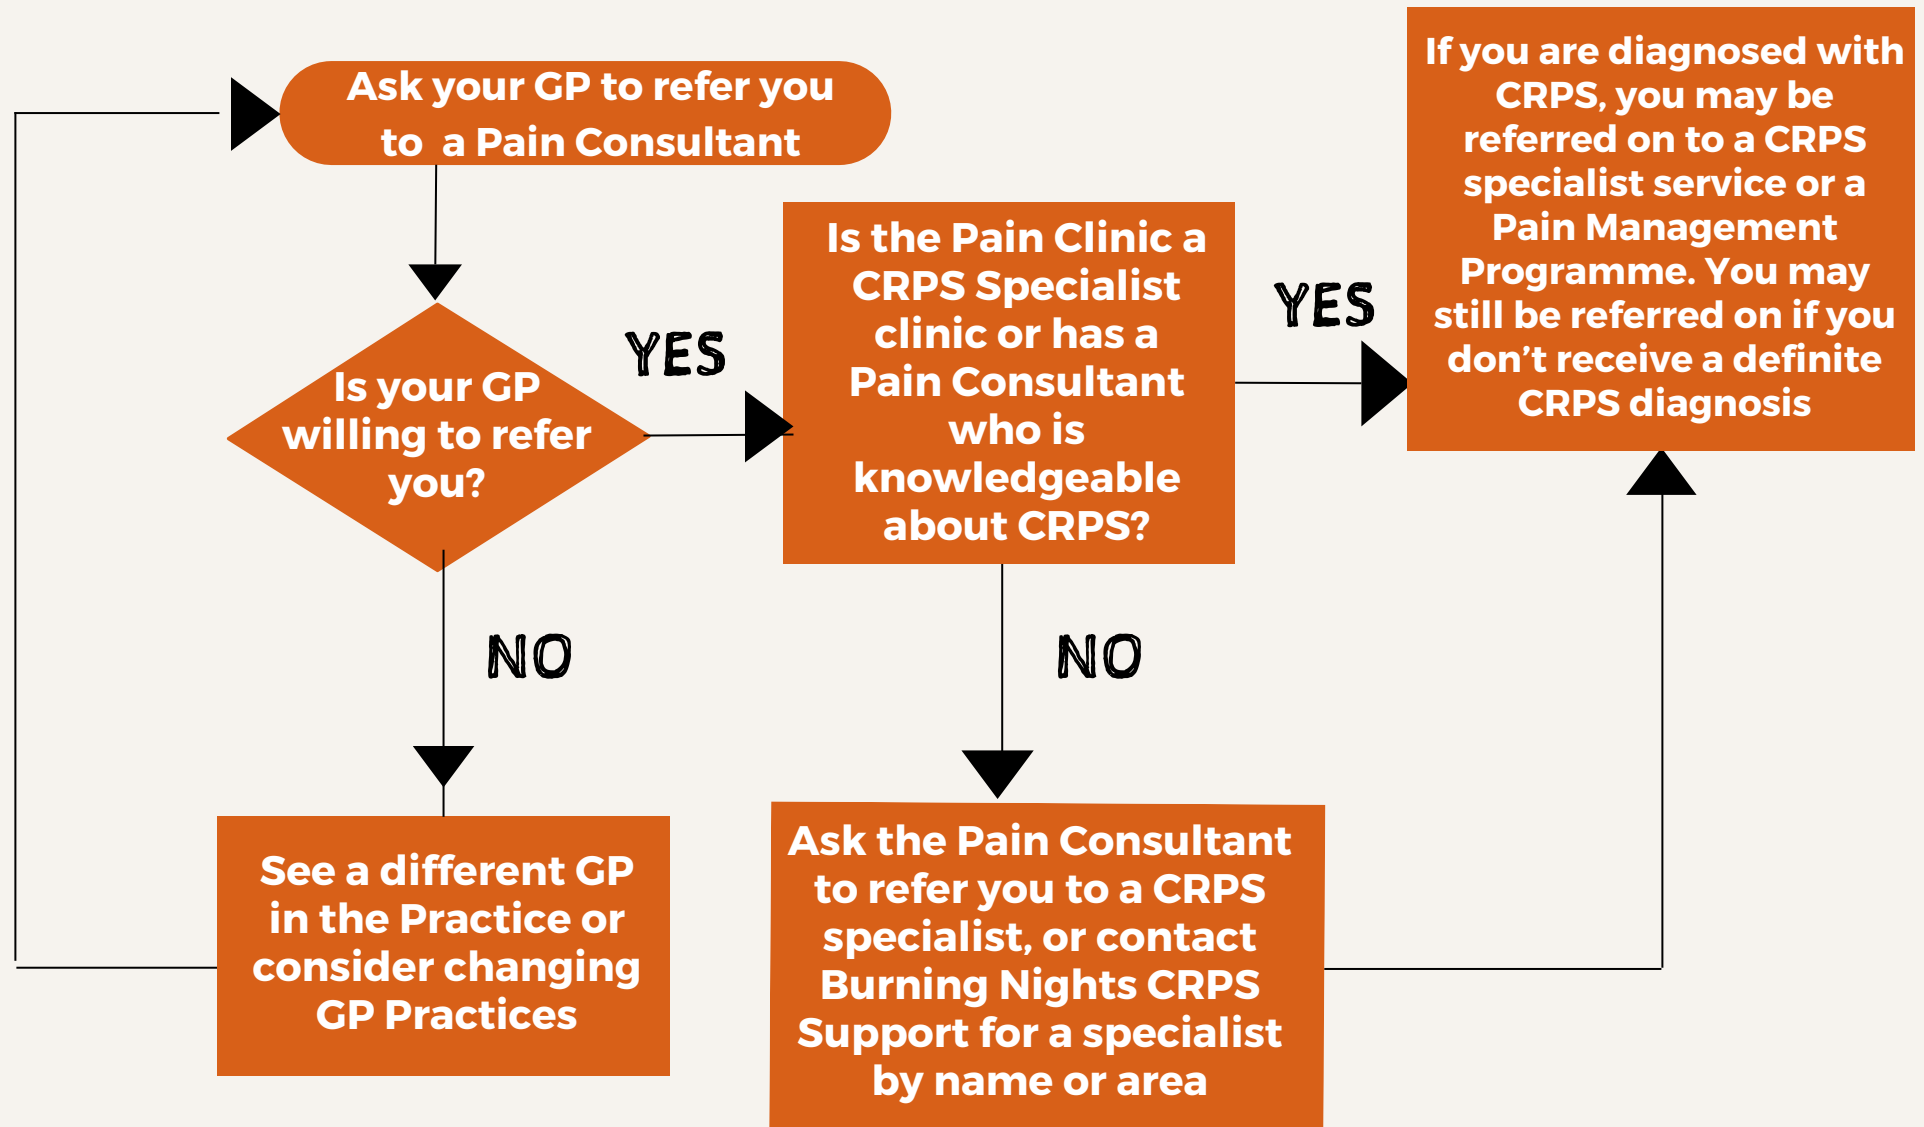 Ask your GP to refer you
to a Pain Consultant
Is your GP
willing to refer
you?
YES
Is the Pain Clinic a
CRPS Specialist
clinic or has a
Pain Consultant
who is
knowledgeable
about CRPS?
YES
If you are diagnosed with
CRPS, you may be
referred on to a CRPS
specialist service or a
Pain Management
Programme. You may
still be referred on if you
don’t receive a definite
CRPS diagnosis
NO
See a different GP
in the Practice or
consider changing
GP Practices
NO
Ask the Pain Consultant
to refer you to a CRPS
specialist, or contact
Burning Nights CRPS
Support for a specialist
by name or area